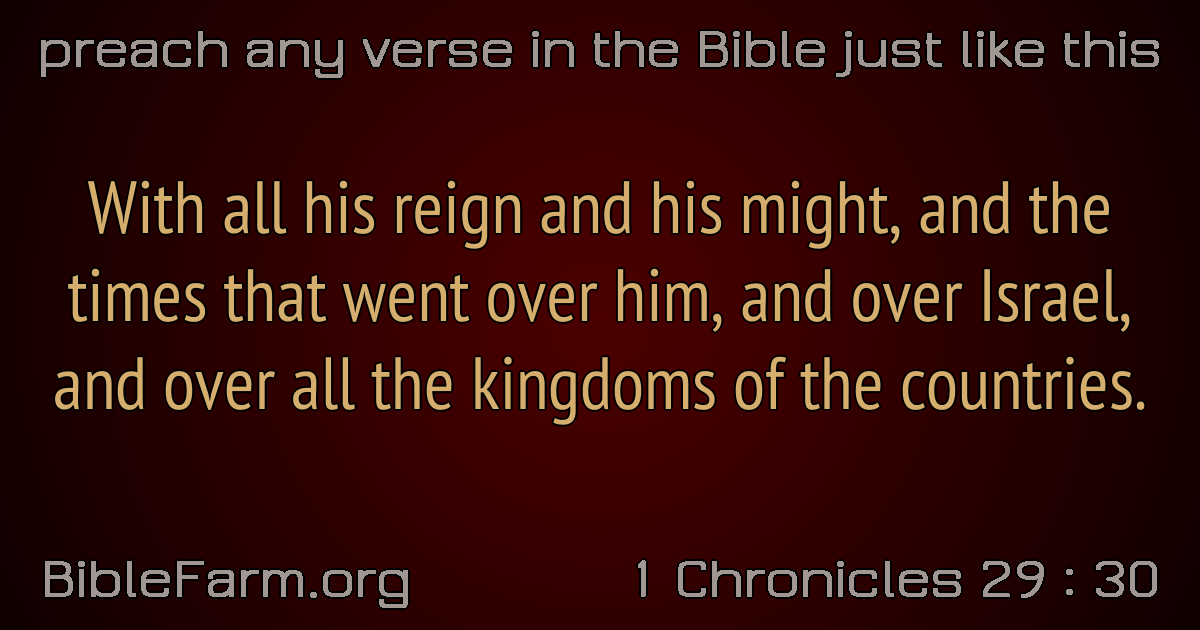 preach any verse in the Bible just like this
With all his reign and his might, and the
times that went over him, and over Israel,
and over all the kingdoms of the countries.
BibleFarm.org
1 Chronicles 29 : 30